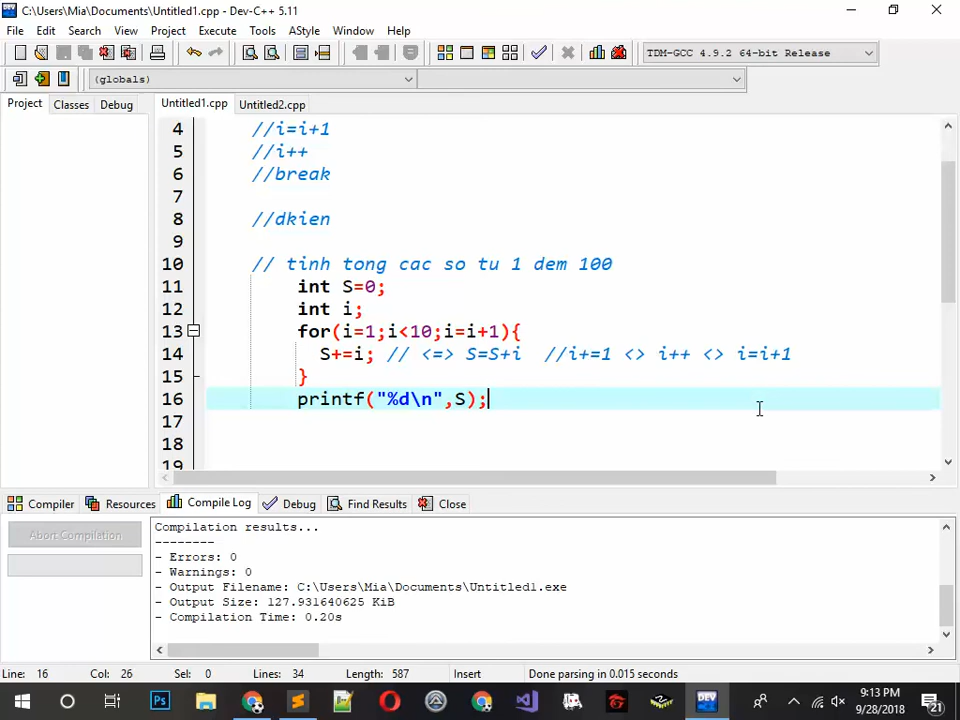 C:\Users\Mia\Documents\Untitled1.cpp - Dev-C++ 5.11
File Edit Search View Project Execute Tools AStyle Window Help
TDM-GCC 4.9.2 64-bit Release
(globals)
Project Classes Debug Untitled1.cpp Untitled2.cpp
4 //i=i+1
5 //i++
6 //break
7
8 //dkien
9
10 // tinh tong cac so tu 1 dem 100
11 int S=0;
12 int i;
13 for(i=1;i<10;i=i+1){
14 S+=i; // <=> S=S+i //i+=1 <> i++ <> i=i+1
15 }
16 printf("%d\n",S);
17
18
19
Compiler Resources Compile Log Debug Find Results Close
Abort Compilation
Compilation results...
--------
- Errors: 0
- Warnings: 0
- Output Filename: C:\Users\Mia\Documents\Untitled1.exe
- Output Size: 127.931640625 KiB
- Compilation Time: 0.20s
Line: 16 Col: 26 Sel: 0 Lines: 34 Length: 587 Insert Done parsing in 0.015 seconds
Ps DEV 9:13 PM
9/28/2018
21